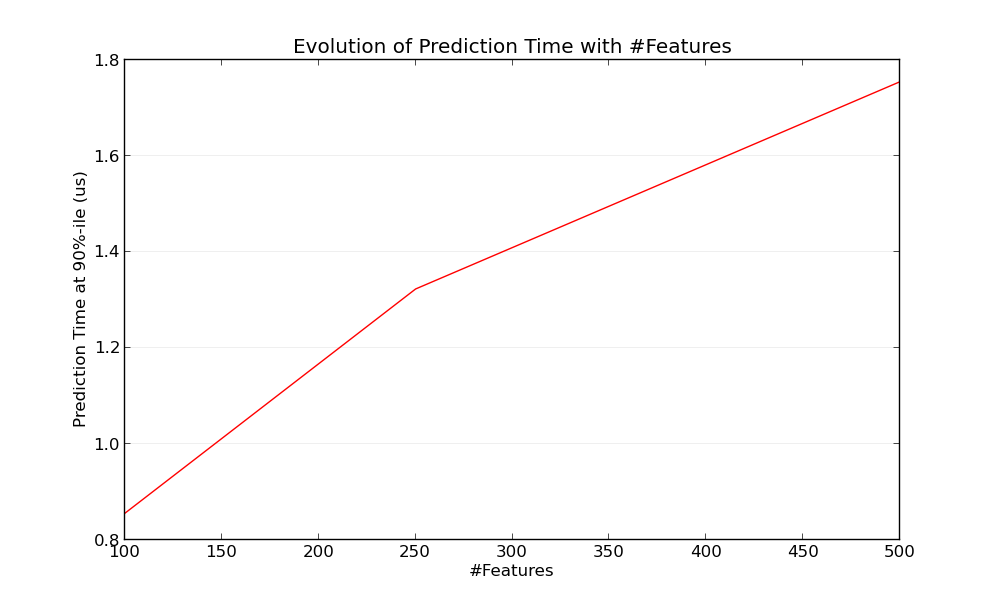 Evolution of Prediction Time with #Features
Prediction Time at 90%-ile (us)
1.8
1.6
1.4
1.2
1.0
0.8
100 150 200 250 300 350 400 450 500
#Features